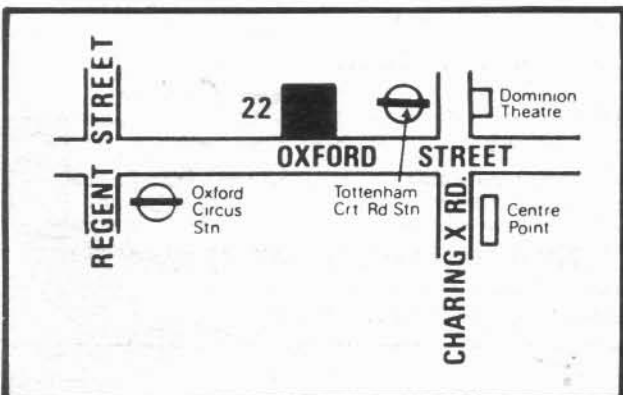 REGENT STREET
22
Dominion
Theatre
OXFORD STREET
Oxford
Circus
Stn
Tottenham
Crt Rd Stn
CHARING X RD.
Centre
Point